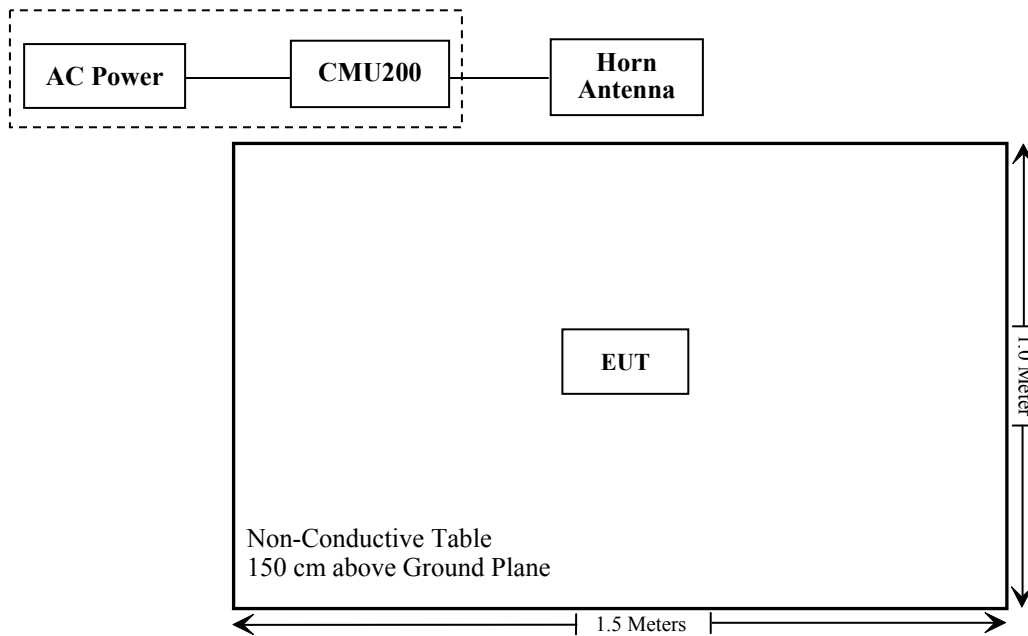 AC Power
CMU200
Horn
Antenna
EUT
1.0 Meter
Non-Conductive Table
150 cm above Ground Plane
1.5 Meters